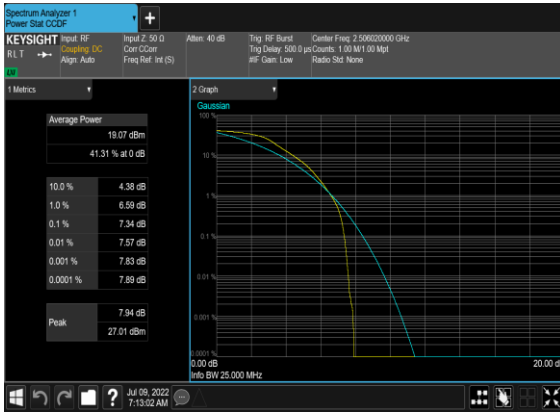 Spectrum Analyzer 1
Power Stat CCDF
KEYSIGHT
RLT
LXI
Input: RF
Coupling: DC
Align: Auto
Input Z: 50 Ω
Corr CCorr
Freq Ref: Int (S)
Atten: 40 dB
Trig: RF Burst
Trig Delay: 500.0 µs
#IF Gain: Low
Center Freq: 2.506020000 GHz
Counts: 1.00 M/1.00 Mpt
Radio Std: None
1 Metrics
Average Power
19.07 dBm
41.31 % at 0 dB
10.0 % 4.38 dB
1.0 % 6.59 dB
0.1 % 7.34 dB
0.01 % 7.57 dB
0.001 % 7.83 dB
0.0001 % 7.89 dB
Peak
7.94 dB
27.01 dBm
2 Graph
Gaussian
100 %
10 %
1 %
0.1 %
0.01 %
0.001 %
0.0001 %
0.00 dB
20.00 d
Info BW 25.000 MHz
?
Jul 09, 2022
7:13:02 AM